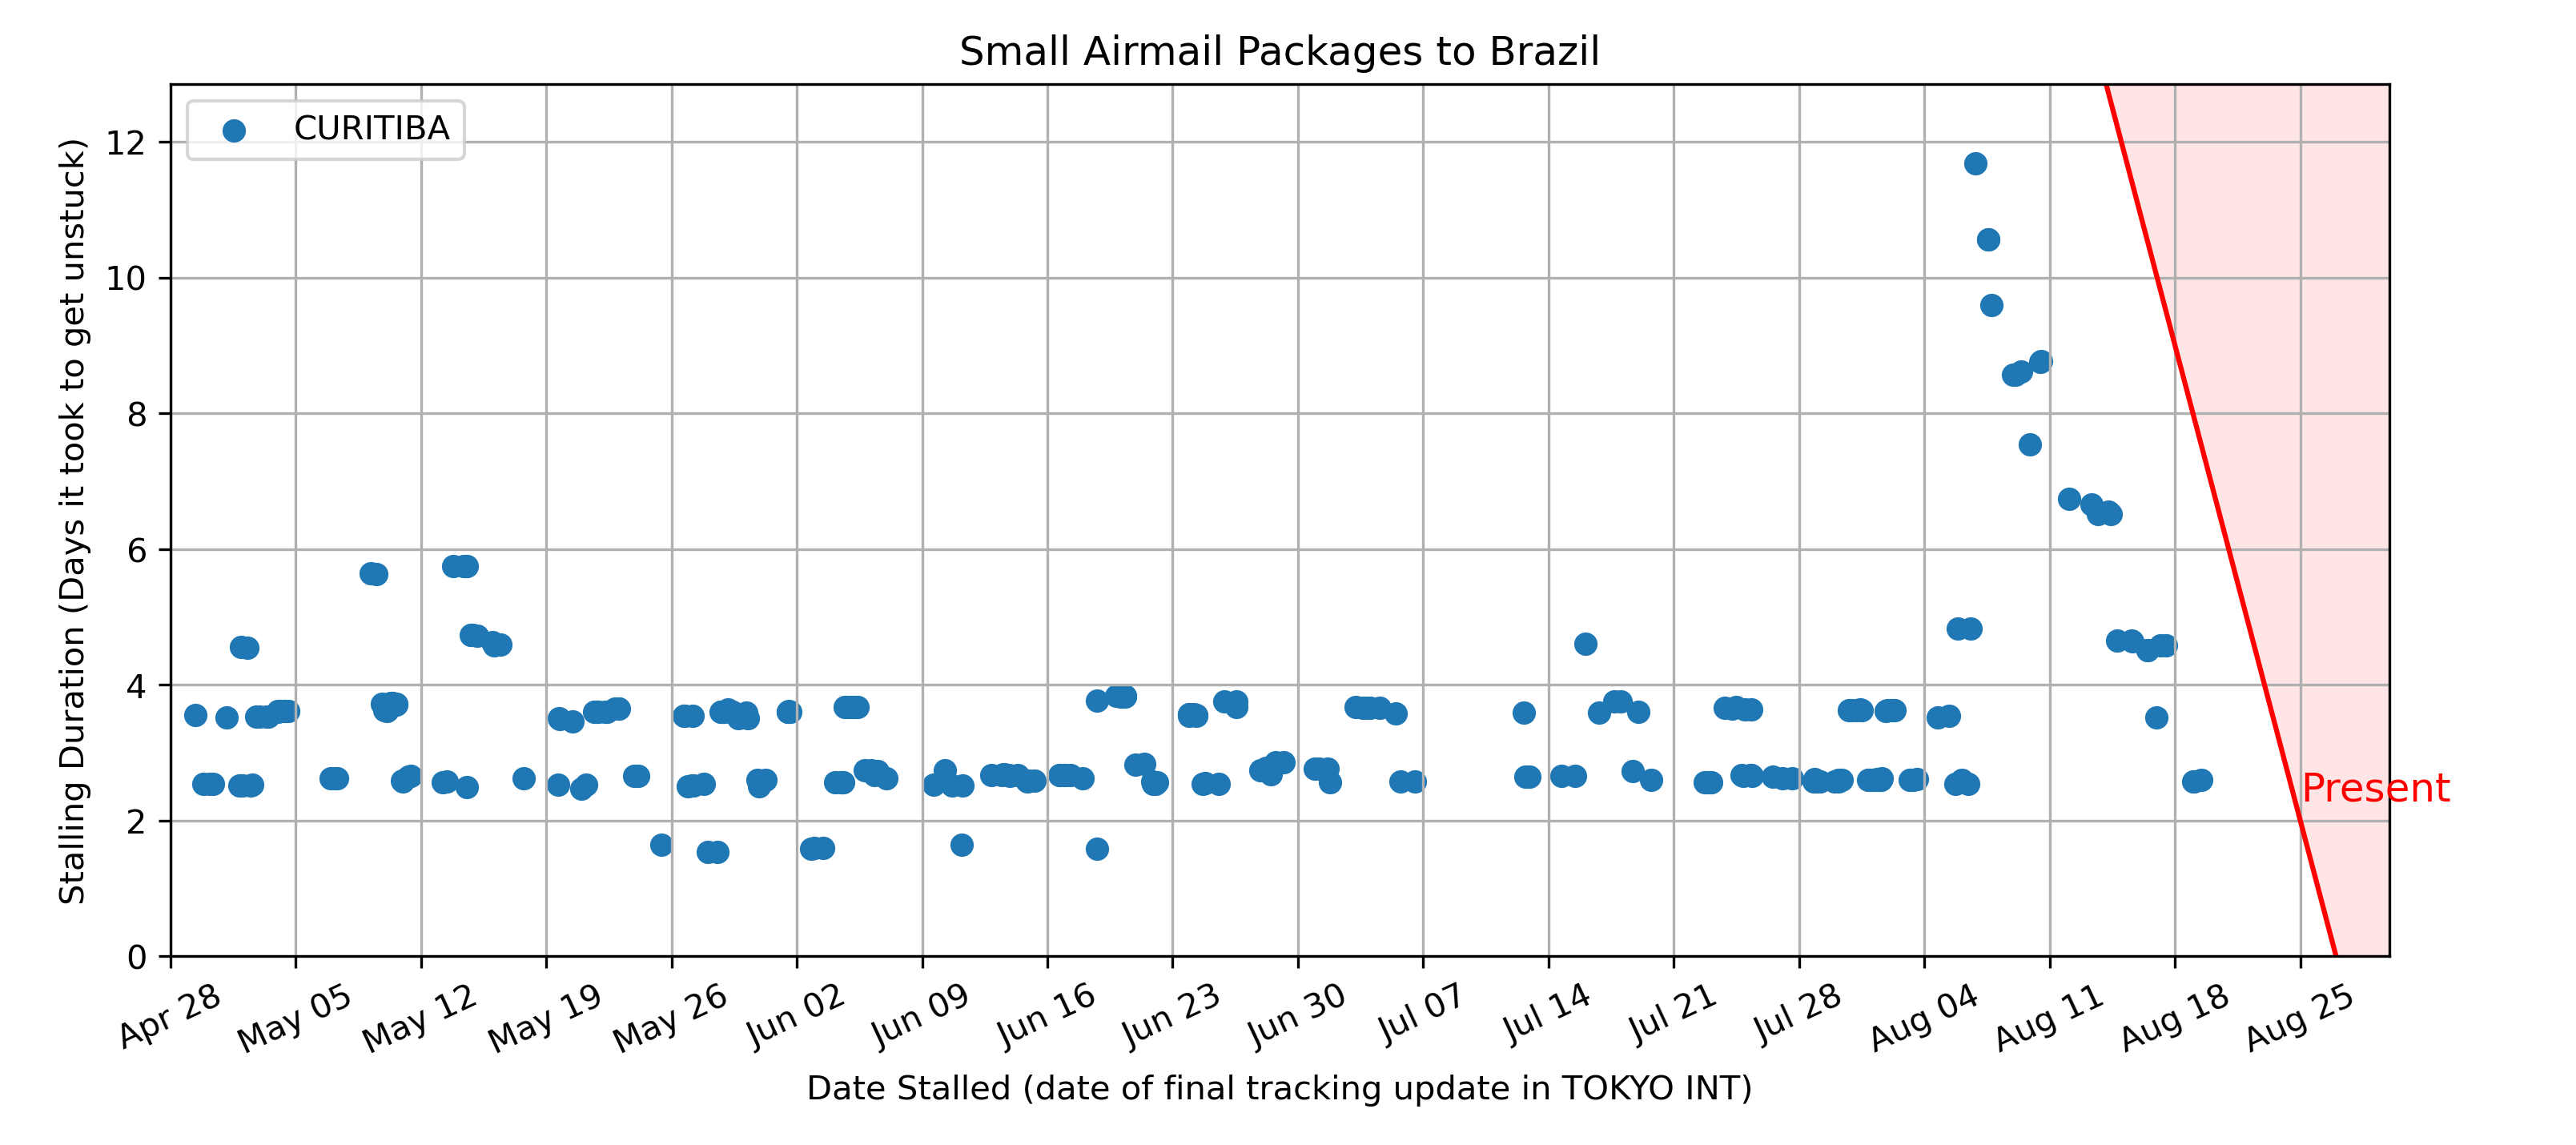 Small Airmail Packages to Brazil
CURITIBA
Stalling Duration (Days it took to get unstuck)
12
10
8
6
4
2
0
Present
Apr 28
May 05
May 12
May 19
May 26
Jun 02
Jun 09
Jun 16
Jun 23
Jun 30
Jul 07
Jul 14
Jul 21
Jul 28
Aug 04
Aug 11
Aug 18
Aug 25
Date Stalled (date of final tracking update in TOKYO INT)